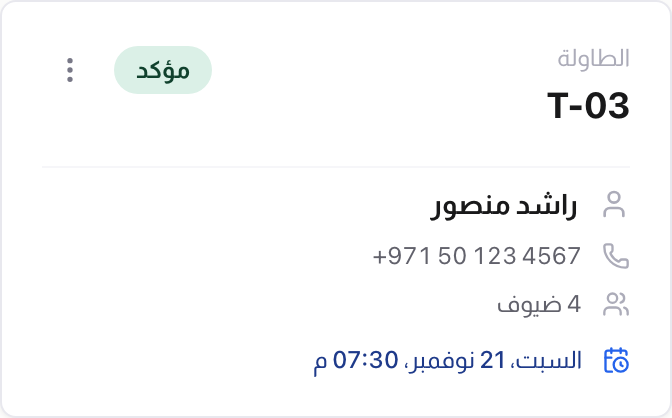 الطاولة
T-03
مؤكد
راشد منصور
+971 50 123 4567
4 ضيوف
السبت، 21 نوفمبر، 07:30 م